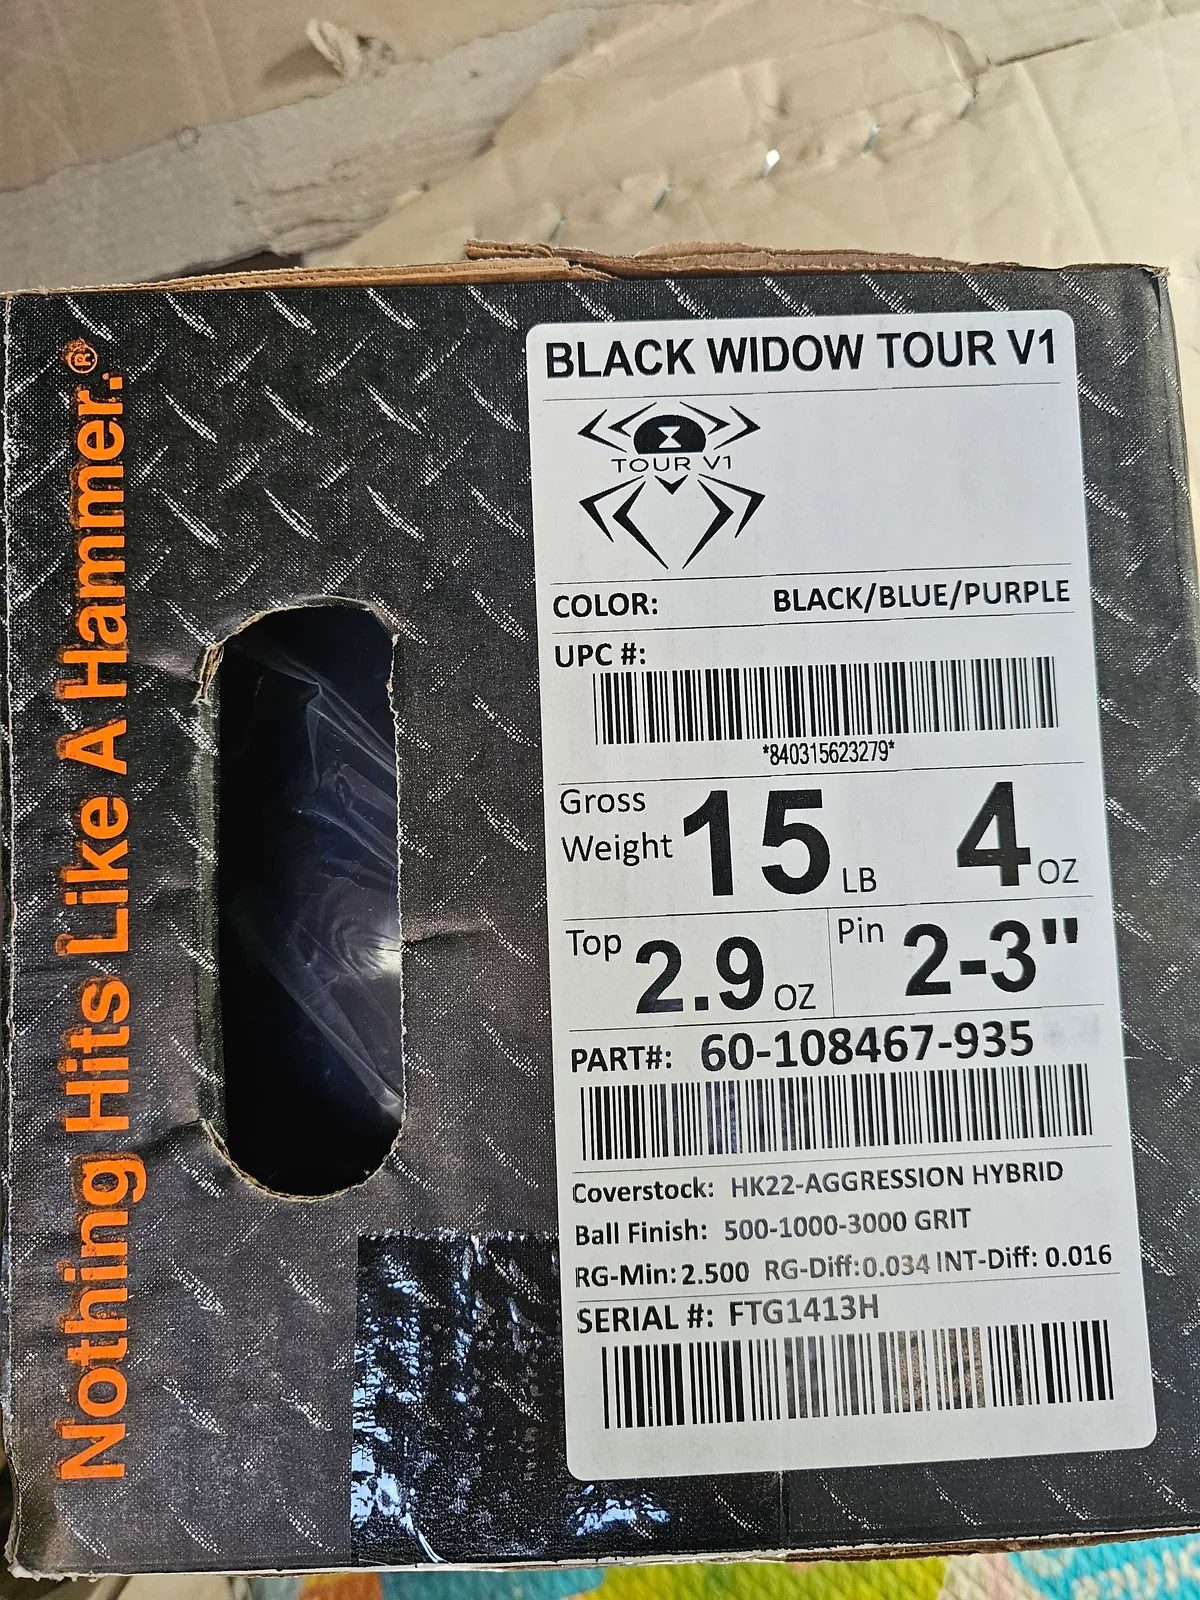 Nothing Hits Like A Hammer.®
BLACK WIDOW TOUR V1
TOUR V1
COLOR: BLACK/BLUE/PURPLE
UPC #:
*840315623279*
Gross Weight 15 LB 4 OZ
Top 2.9 OZ Pin 2-3"
PART#: 60-108467-935
Coverstock: HK22-AGGRESSION HYBRID
Ball Finish: 500-1000-3000 GRIT
RG-Min: 2.500 RG-Diff: 0.034 INT-Diff: 0.016
SERIAL #: FTG1413H